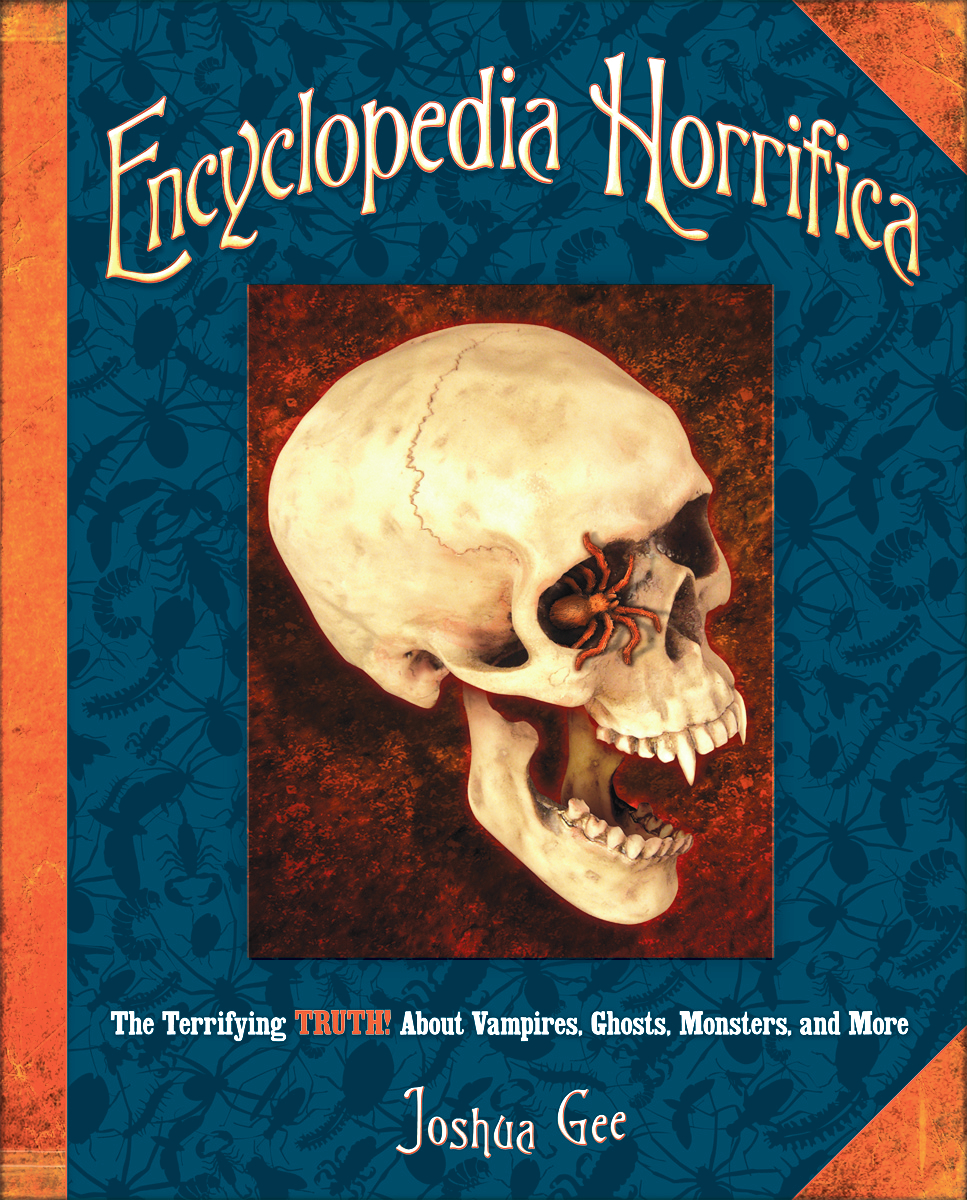 Encyclopedia Horrifica
The Terrifying TRUTH! About Vampires, Ghosts, Monsters, and More
Joshua Gee